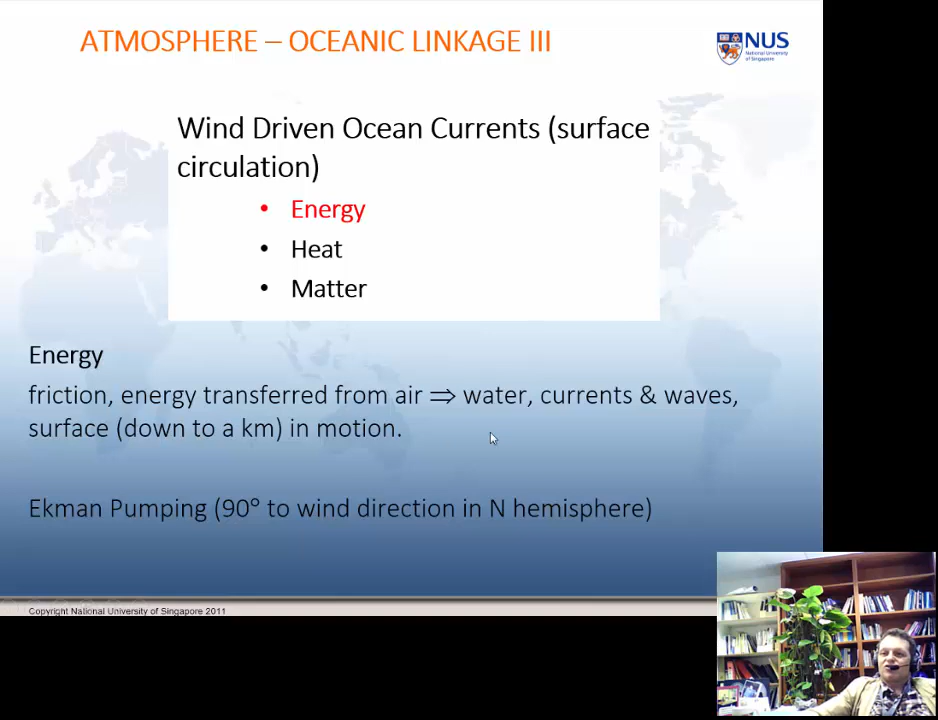 ATMOSPHERE – OCEANIC LINKAGE III
NUS
National University
of Singapore
Wind Driven Ocean Currents (surface
circulation)
• Energy
• Heat
• Matter
Energy
friction, energy transferred from air ⇒ water, currents & waves,
surface (down to a km) in motion.
Ekman Pumping (90° to wind direction in N hemisphere)
Copyright National University of Singapore 2011